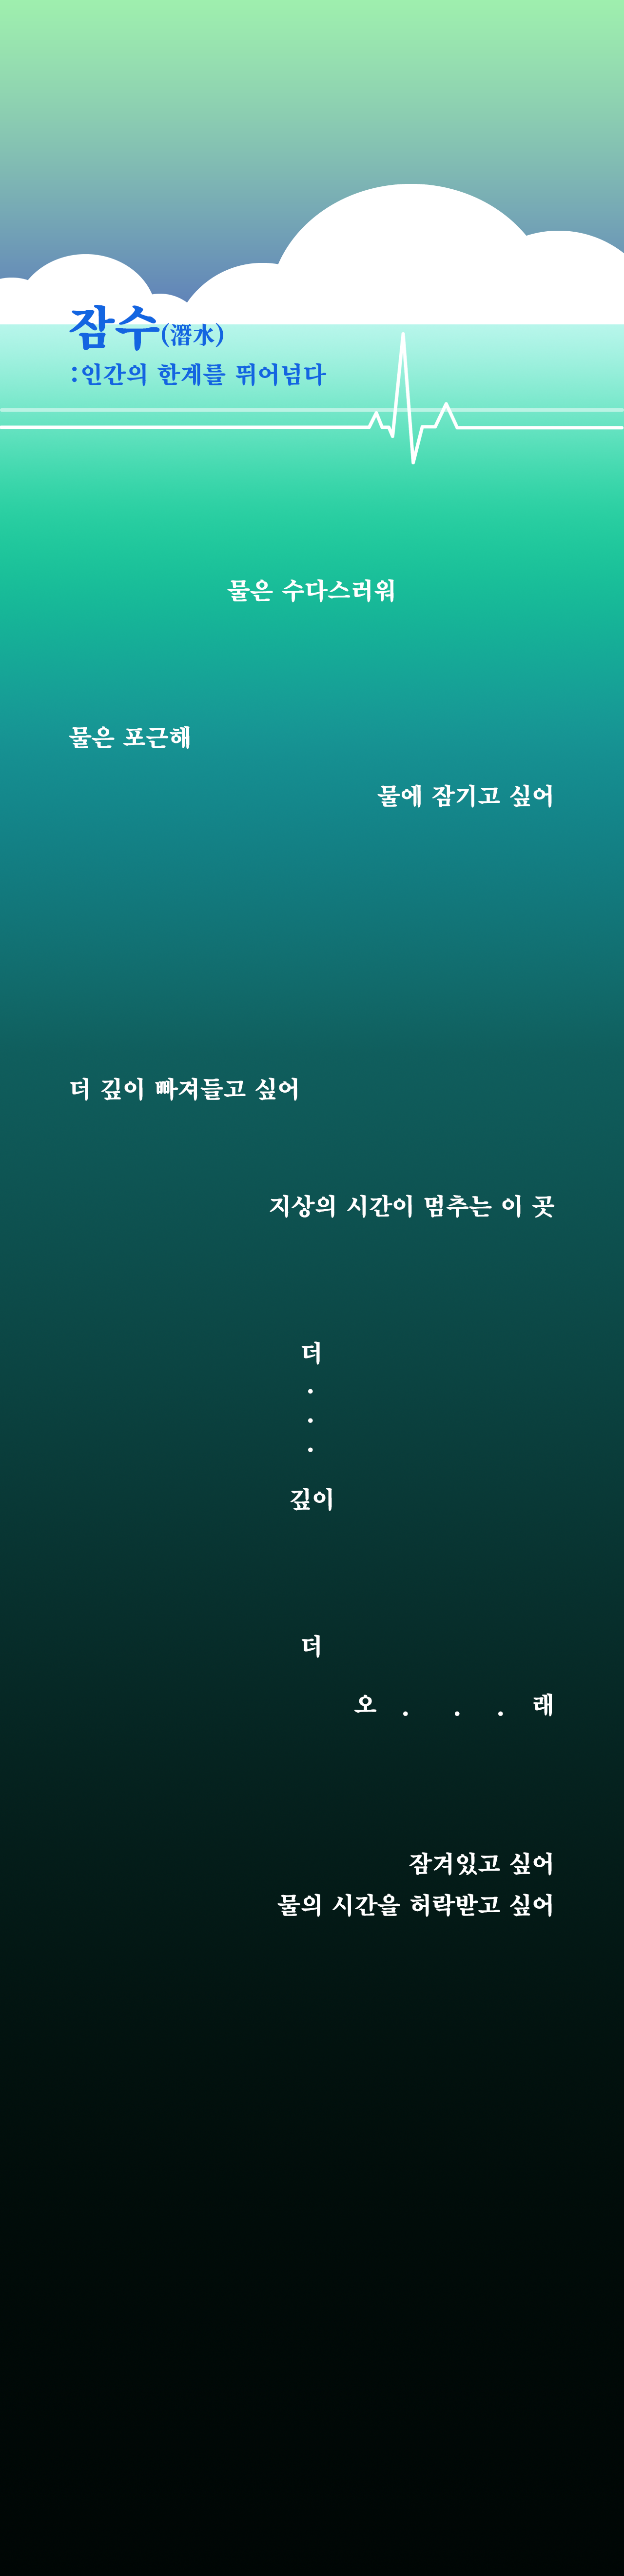 잠수(潛水)
:인간의 한계를 뛰어넘다
물은 수다스러워
물은 포근해
물에 잠기고 싶어
더 깊이 빠져들고 싶어
지상의 시간이 멈추는 이 곳
더
.
.
.
깊이
더
오 . . . 래
잠겨있고 싶어
물의 시간을 허락받고 싶어